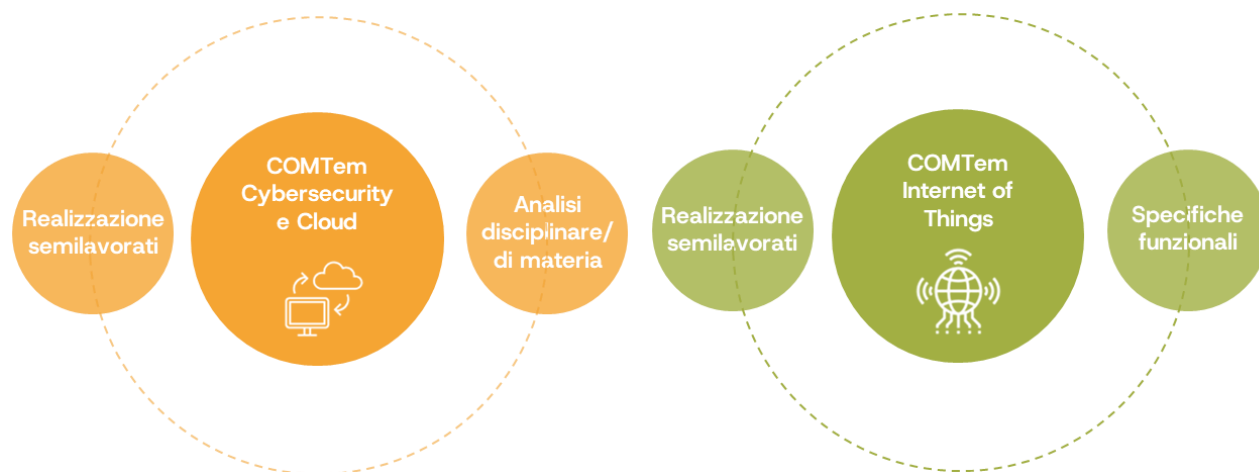 Realizzazione
semilavorati
COMTem
Cybersecurity
e Cloud
Analisi
disciplinare/
di materia
Realizzazione
semilavorati
COMTem
Internet of
Things
Specifiche
funzionali